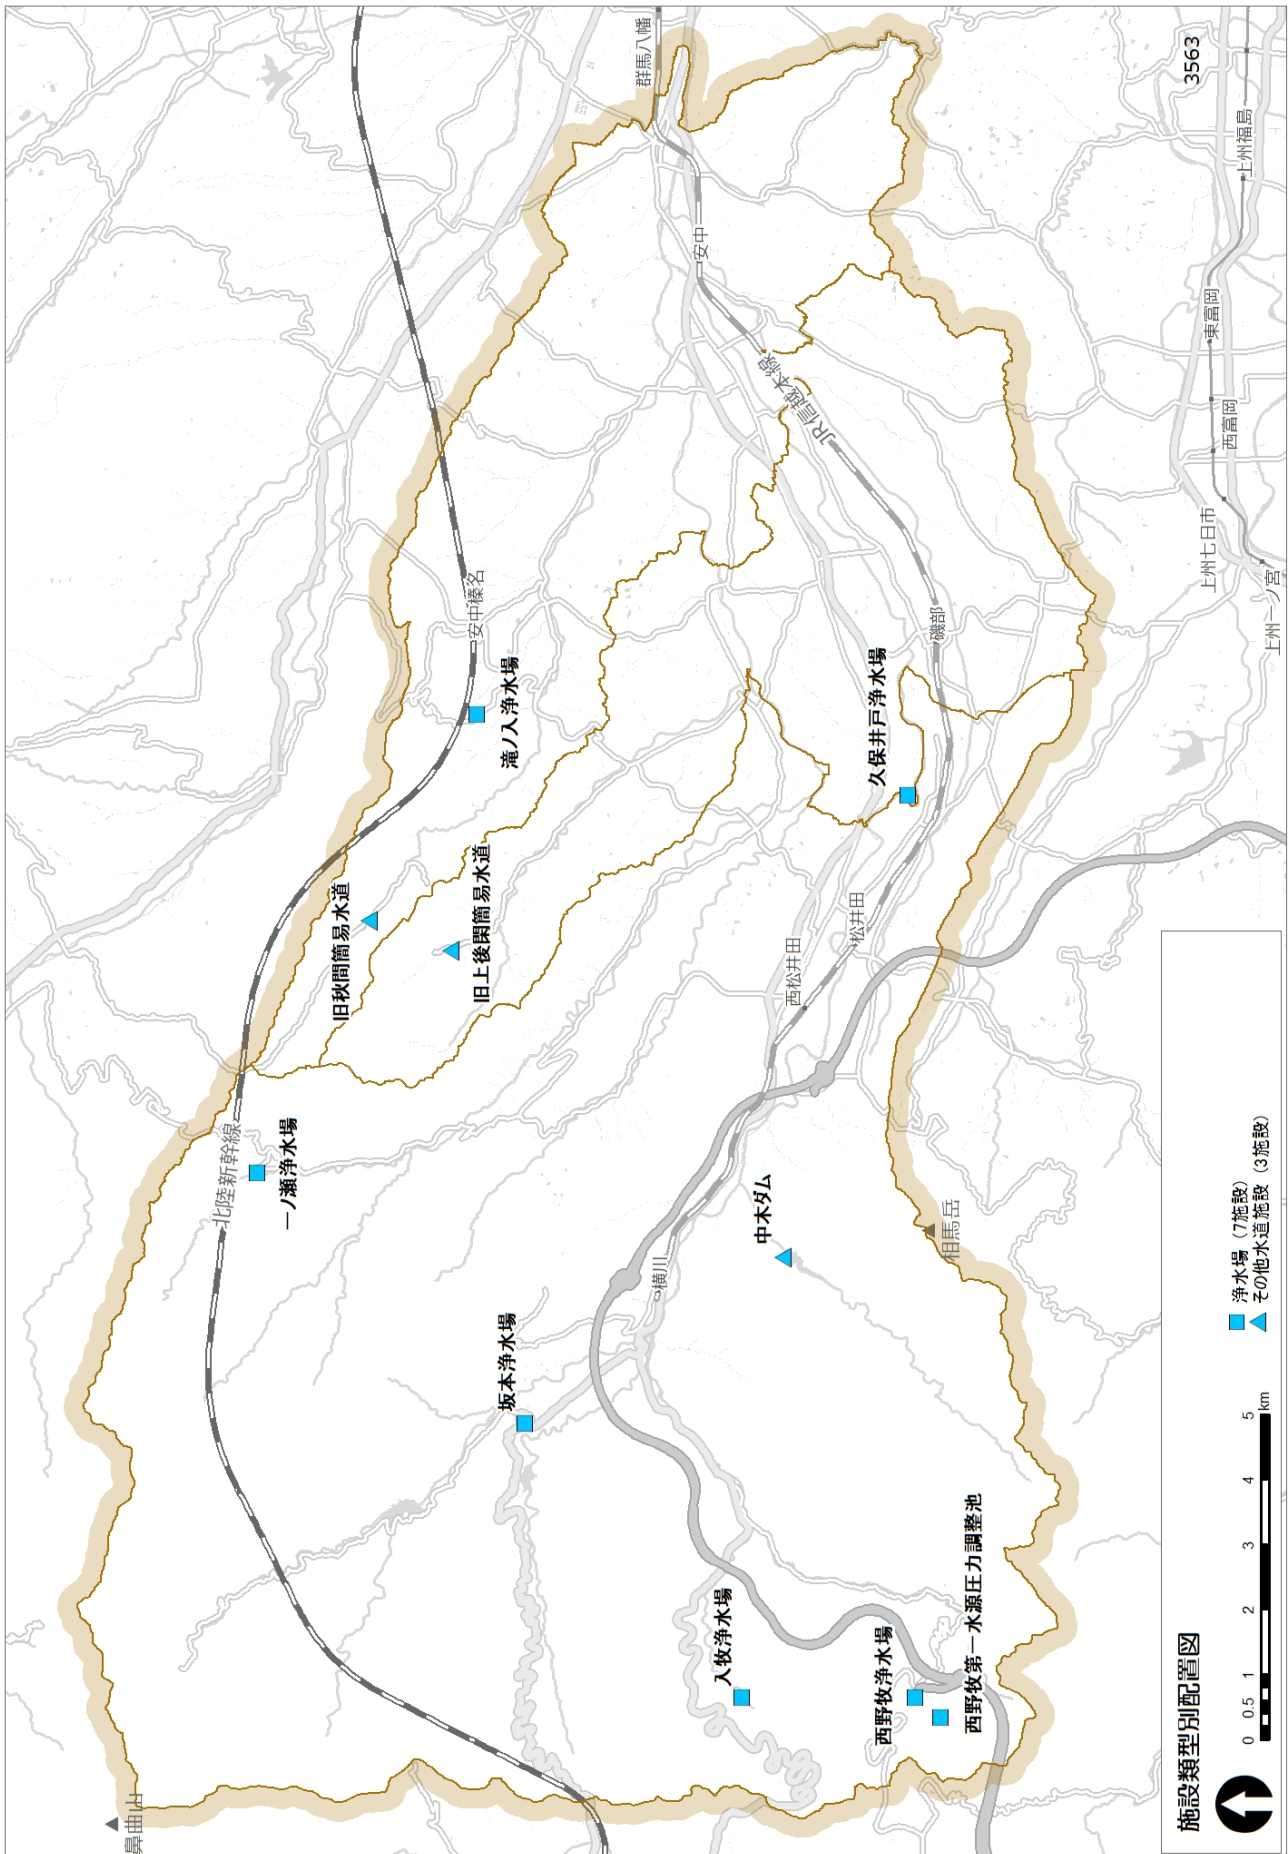 鼻曲山
北陸新幹線
一ノ瀬浄水場
旧秋間簡易水道
旧上後閑簡易水道
滝ノ入浄水場
安中榛名
群馬八幡
安中
JR信越本線
磯部
久保井戸浄水場
松井田
西松井田
横川
坂本浄水場
中木ダム
入牧浄水場
西野牧浄水場
西野牧第一水源圧力調整池
相馬岳
上州一ノ宮
上州七日市
西富岡
東富岡
上州福島
3563
施設類型別配置図
0 0.5 1 2 3 4 5
km
浄水場（7施設）
その他水道施設（3施設）